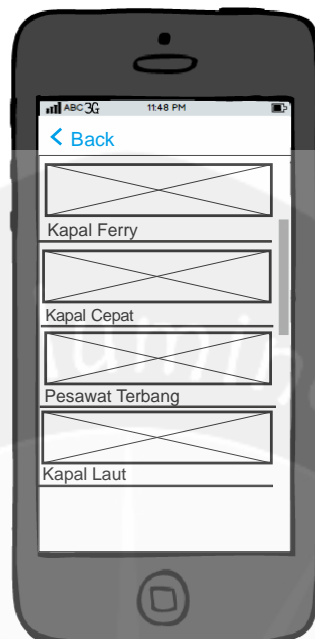 ABC 3G 11:48 PM
Back
Kapal Ferry
Kapal Cepat
Pesawat Terbang
Kapal Laut